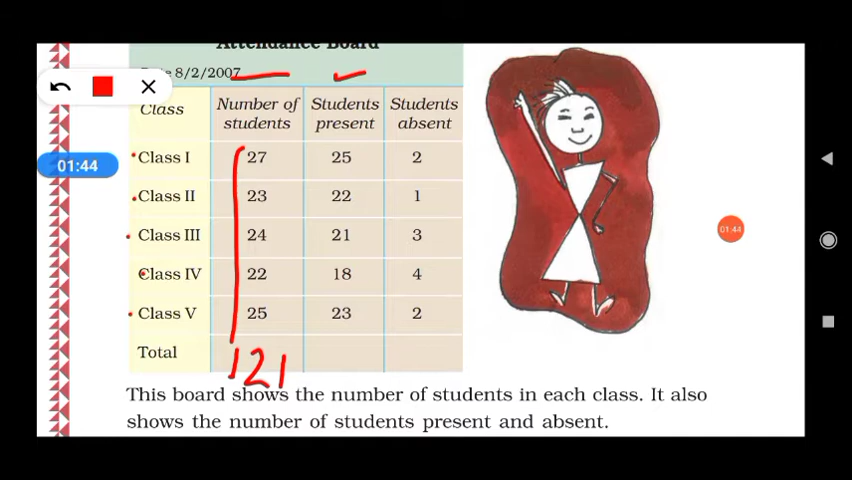 Attendance Board
8/2/2007
Class Number of students Students present Students absent
Class I 27 25 2
01:44
Class II 23 22 1
Class III 24 21 3
01:44
Class IV 22 18 4
Class V 25 23 2
Total 121
This board shows the number of students in each class. It also
shows the number of students present and absent.